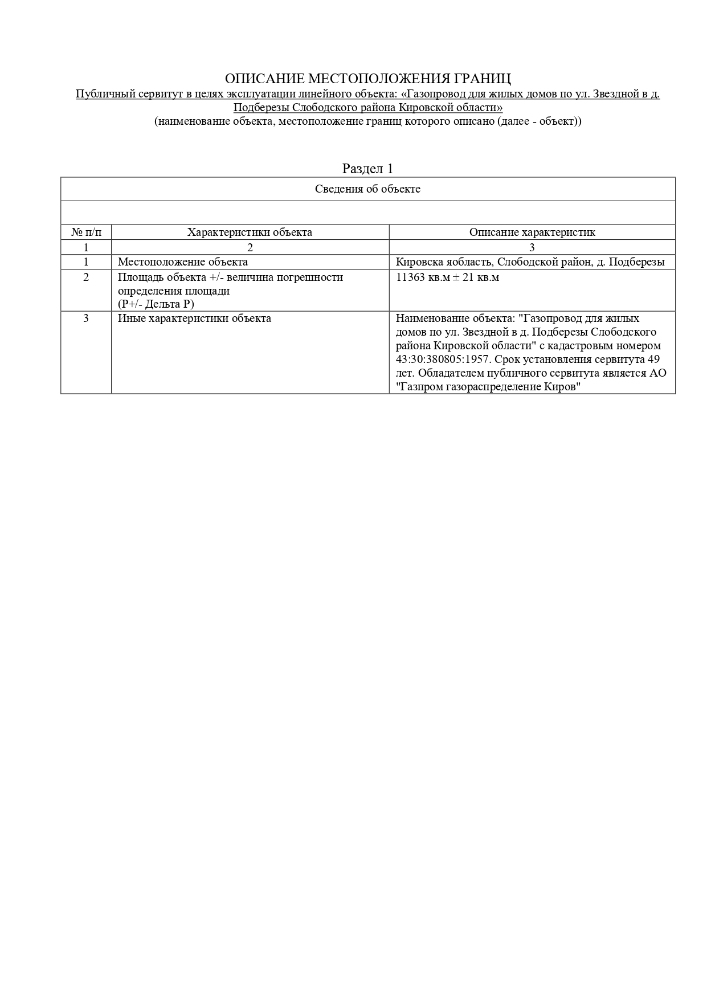 ОПИСАНИЕ МЕСТОПОЛОЖЕНИЯ ГРАНИЦ
Публичный сервитут в целях эксплуатации линейного объекта: «Газопровод для жилых домов по ул. Звездной в д.
Подберезы Слободского района Кировской области»
(наименование объекта, местоположение границ которого описано (далее - объект))
Раздел 1
Сведения об объекте
№ п/п Характеристики объекта Описание характеристик
1 2 3
1 Местоположение объекта Кировска яобласть, Слободской район, д. Подберезы
2 Площадь объекта +/- величина погрешности 11363 кв.м ± 21 кв.м
определения площади
(P+/- Дельта P)
3 Иные характеристики объекта Наименование объекта: "Газопровод для жилых
домов по ул. Звездной в д. Подберезы Слободского
района Кировской области" с кадастровым номером
43:30:380805:1957. Срок установления сервитута 49
лет. Обладателем публичного сервитута является АО
"Газпром газораспределение Киров"